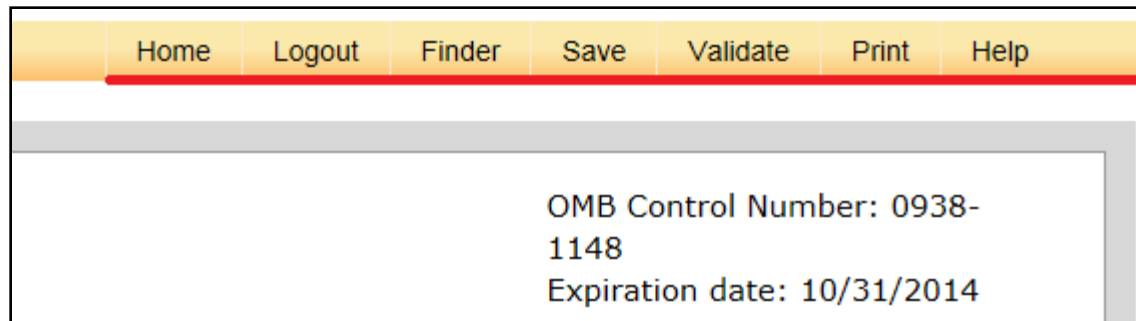 Home Logout Finder Save Validate Print Help
OMB Control Number: 0938-
1148
Expiration date: 10/31/2014